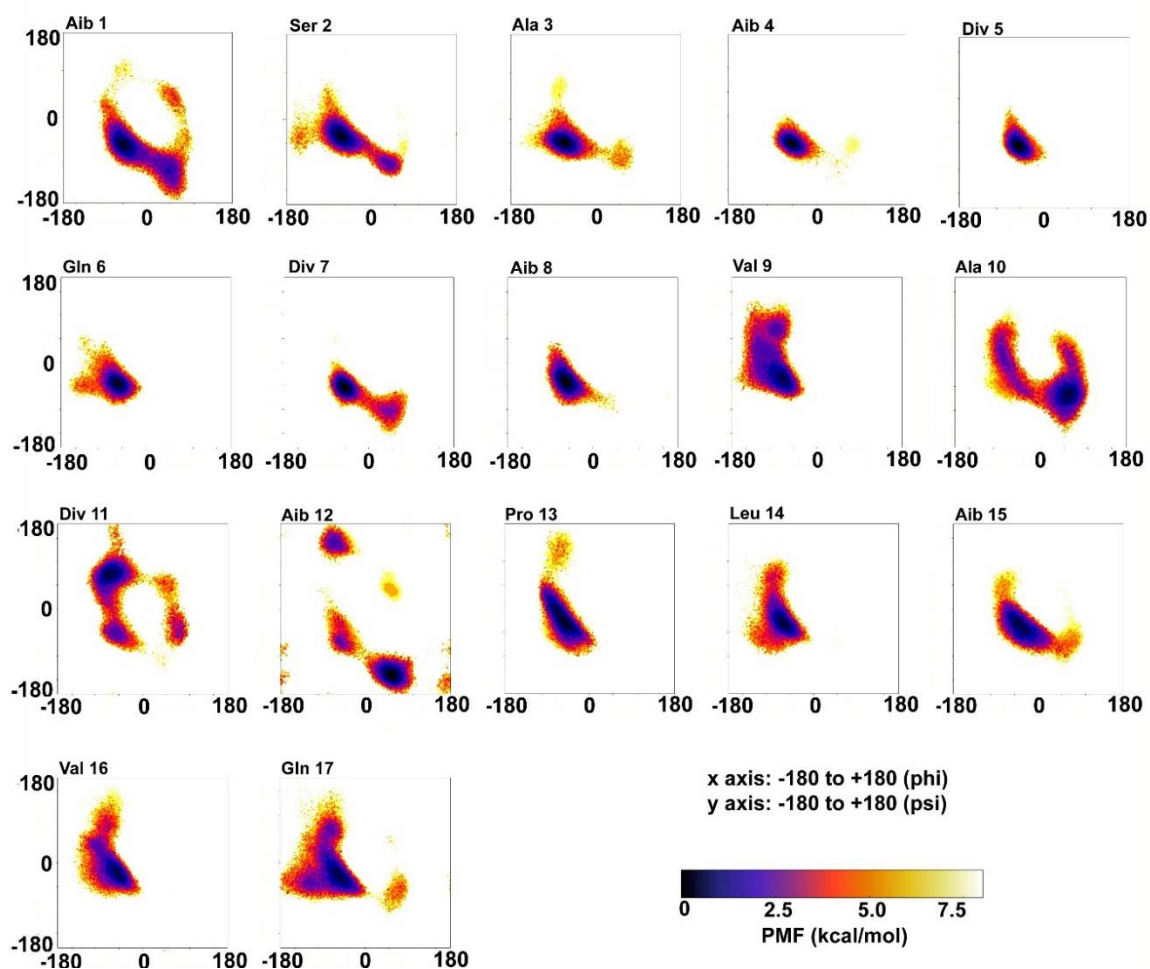 Aib 1
Ser 2
Ala 3
Aib 4
Div 5
180
0
-180
-180 0 180
-180 0 180
-180 0 180
-180 0 180
-180 0 180
Gln 6
Div 7
Aib 8
Val 9
Ala 10
180
0
-180
-180 0 180
-180 0 180
-180 0 180
-180 0 180
-180 0 180
Div 11
Aib 12
Pro 13
Leu 14
Aib 15
-180
0
-180
-180 0 180
-180 0 180
-180 0 180
-180 0 180
-180 0 180
Val 16
Gln 17
180
0
-180
-180 0 180
-180 0 180
x axis: -180 to +180 (phi)
y axis: -180 to +180 (psi)
0 2.5 5.0 7.5
PMF (kcal/mol)